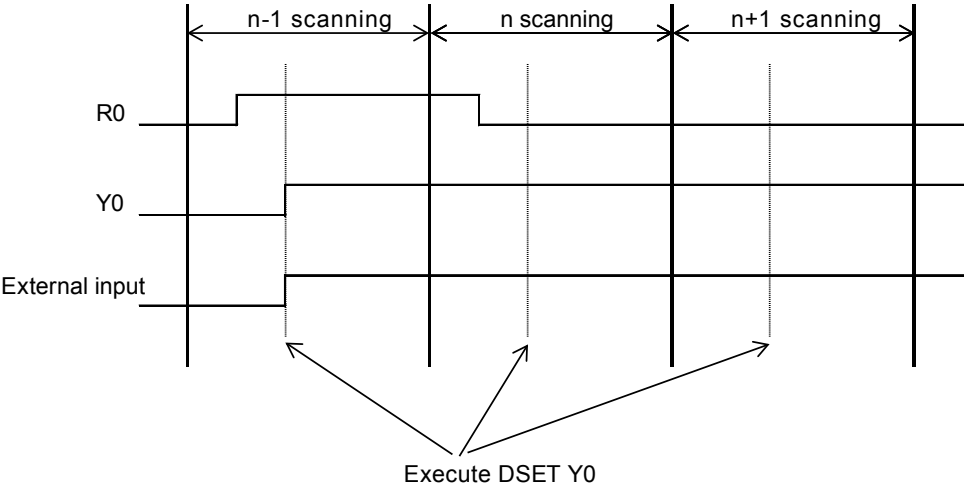 n-1 scanning n scanning n+1 scanning
R0
Y0
External input
Execute DSET Y0